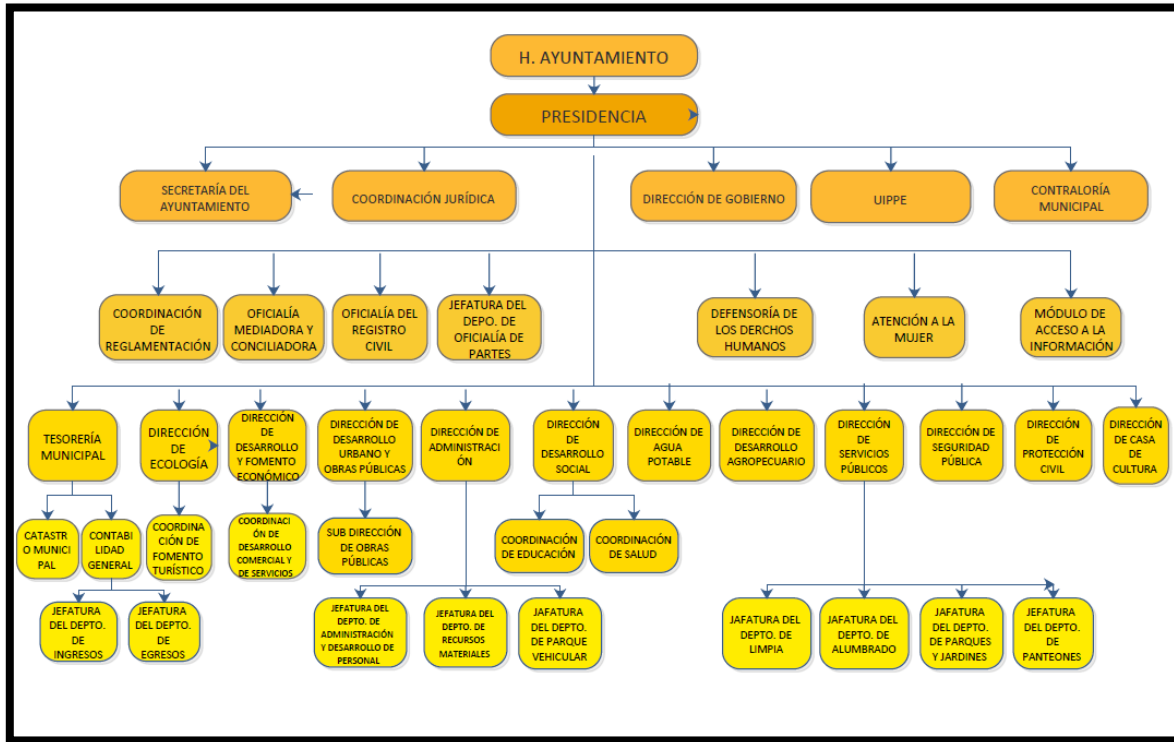 H. AYUNTAMIENTO
PRESIDENCIA
SECRETARÍA DEL
AYUNTAMIENTO
COORDINACIÓN JURÍDICA
DIRECCIÓN DE GOBIERNO
UIPPE
CONTRALORÍA
MUNICIPAL
COORDINACIÓN
DE
REGLAMENTACIÓN
OFICIALÍA
MEDIADORA Y
CONCILIADORA
OFICIALÍA DEL
REGISTRO
CIVIL
JEFATURA DEL
DEPO. DE
OFICIALÍA DE
PARTES
DEFENSORÍA DE
LOS DERCHOS
HUMANOS
ATENCIÓN A LA
MUJER
MÓDULO DE
ACCESO A LA
INFORMACIÓN
TESORERÍA
MUNICIPAL
DIRECCIÓN
DE
ECOLOGÍA
DIRECCIÓN
DE
DESARROLLO
Y FOMENTO
ECONÓMICO
DIRECCIÓN DE
DESARROLLO
URBANO Y
OBRAS PÚBLICAS
DIRECCIÓN DE
ADMINISTRA
CIÓN
DIRECCIÓN
DE
DESARROLLO
SOCIAL
DIRECCIÓN DE
AGUA
POTABLE
DIRECCIÓN DE
DESARROLLO
AGROPECUARIO
DIRECCIÓN
DE
SERVICIOS
PÚBLICOS
DIRECCIÓN DE
SEGURIDAD
PÚBLICA
DIRECCIÓN
DE
PROTECCIÓN
CIVIL
DIRECCIÓN
DE CASA
DE
CULTURA
CATASTR
O MUNICI
PAL
CONTABI
LIDAD
GENERAL
COORDINA
CIÓN DE
FOMENTO
TURÍSTICO
COORDINACI
ÓN DE
DESARROLLO
COMERCIAL Y
DE SERVICIOS
SUB DIRECCIÓN
DE OBRAS
PÚBLICAS
COORDINACIÓN
DE EDUCACIÓN
COORDINACIÓN
DE SALUD
JEFATURA
DEL DEPTO.
DE
INGRESOS
JEFATURA
DEL DEPTO.
DE
EGRESOS
JEFATURA DEL
DEPTO. DE
ADMINISTRACIÓN
Y DESARROLLO DE
PERSONAL
JEFATURA DEL
DEPTO. DE
RECURSOS
MATERIALES
JAFATURA DEL
DEPTO. DE
PARQUE
VEHICULAR
JAFATURA DEL
DEPTO. DE
LIMPIA
JAFATURA DEL
DEPTO. DE
ALUMBRADO
JAFATURA
DEL DEPTO.
DE PARQUES
Y JARDINES
JEFATURA
DEL DEPTO.
DE
PANTEONES